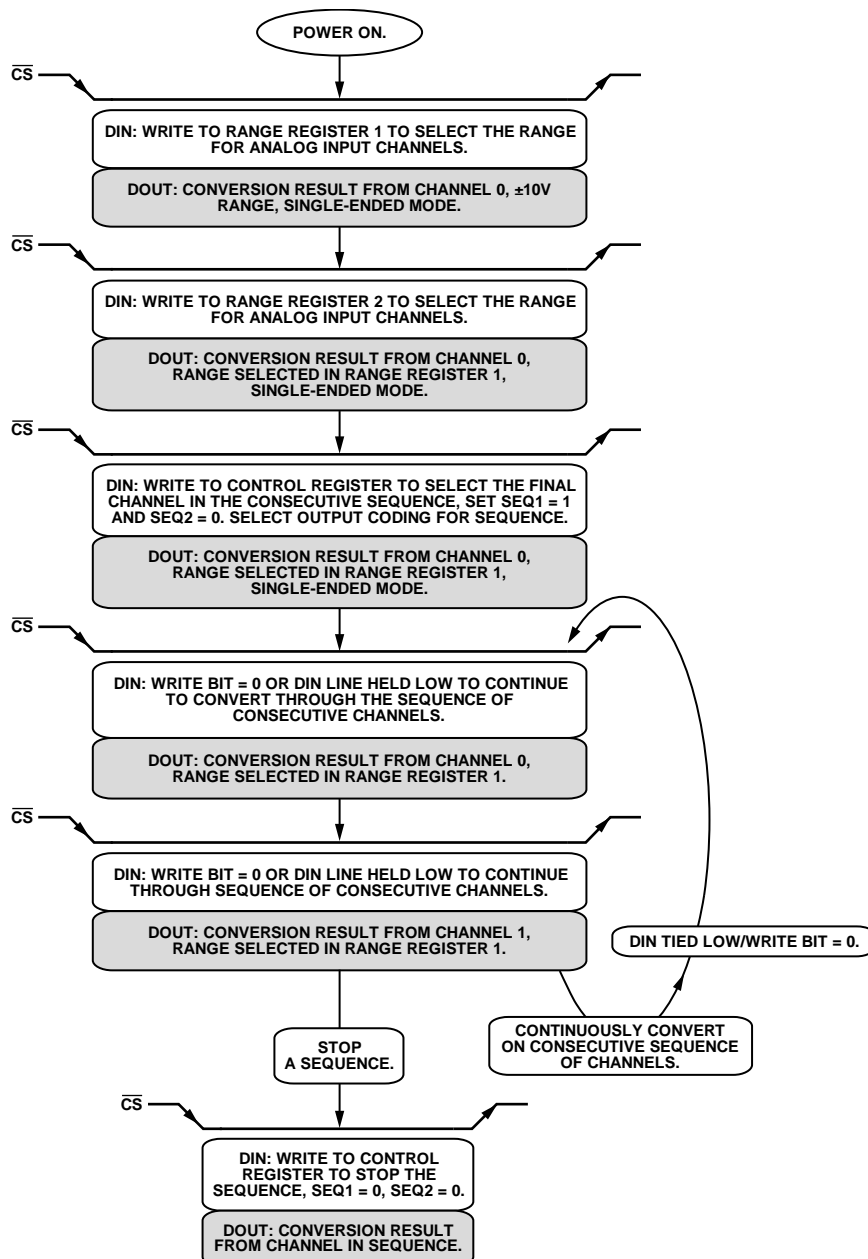 POWER ON.
CS
DIN: WRITE TO RANGE REGISTER 1 TO SELECT THE RANGE
FOR ANALOG INPUT CHANNELS.
DOUT: CONVERSION RESULT FROM CHANNEL 0, ±10V
RANGE, SINGLE-ENDED MODE.
CS
DIN: WRITE TO RANGE REGISTER 2 TO SELECT THE RANGE
FOR ANALOG INPUT CHANNELS.
DOUT: CONVERSION RESULT FROM CHANNEL 0,
RANGE SELECTED IN RANGE REGISTER 1,
SINGLE-ENDED MODE.
CS
DIN: WRITE TO CONTROL REGISTER TO SELECT THE FINAL
CHANNEL IN THE CONSECUTIVE SEQUENCE, SET SEQ1 = 1
AND SEQ2 = 0. SELECT OUTPUT CODING FOR SEQUENCE.
DOUT: CONVERSION RESULT FROM CHANNEL 0,
RANGE SELECTED IN RANGE REGISTER 1,
SINGLE-ENDED MODE.
CS
DIN: WRITE BIT = 0 OR DIN LINE HELD LOW TO CONTINUE
TO CONVERT THROUGH THE SEQUENCE OF
CONSECUTIVE CHANNELS.
DOUT: CONVERSION RESULT FROM CHANNEL 0,
RANGE SELECTED IN RANGE REGISTER 1.
CS
DIN: WRITE BIT = 0 OR DIN LINE HELD LOW TO CONTINUE
THROUGH SEQUENCE OF CONSECUTIVE CHANNELS.
DOUT: CONVERSION RESULT FROM CHANNEL 1,
RANGE SELECTED IN RANGE REGISTER 1.
DIN TIED LOW/WRITE BIT = 0.
CONTINUOUSLY CONVERT
ON CONSECUTIVE SEQUENCE
OF CHANNELS.
STOP
A SEQUENCE.
CS
DIN: WRITE TO CONTROL
REGISTER TO STOP THE
SEQUENCE, SEQ1 = 0, SEQ2 = 0.
DOUT: CONVERSION RESULT
FROM CHANNEL IN SEQUENCE.